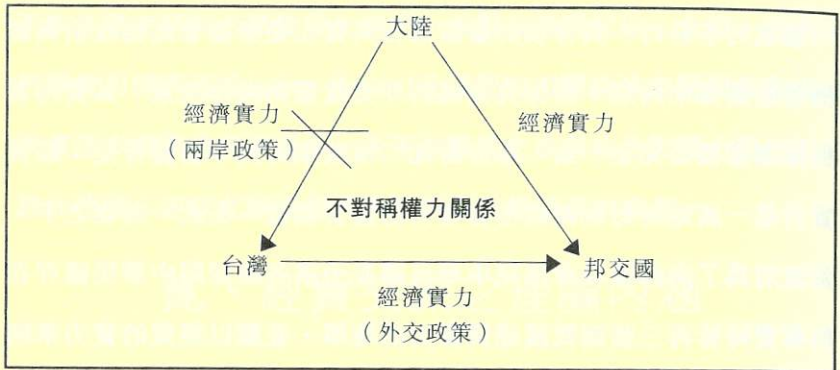 大陸
經濟實力
（兩岸政策）
經濟實力
不對稱權力關係
台灣
邦交國
經濟實力
（外交政策）